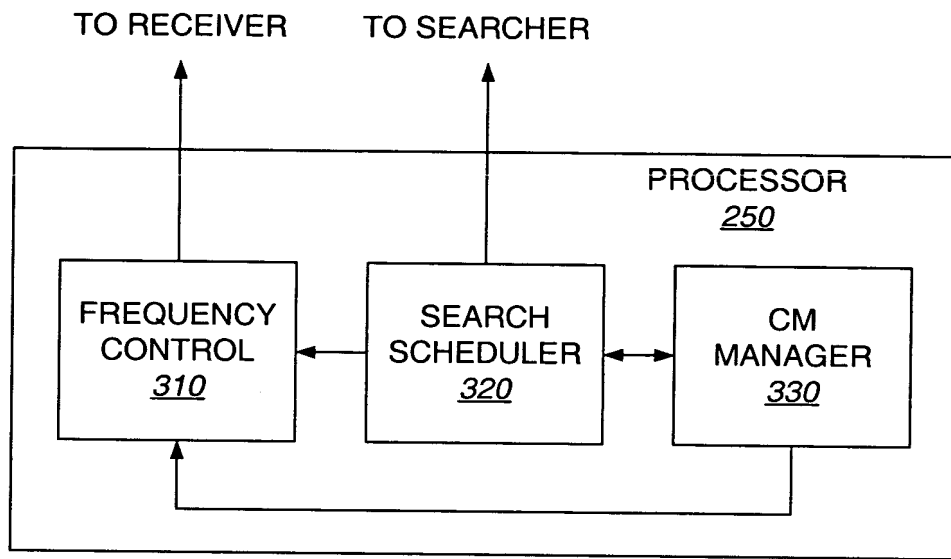 TO RECEIVER
TO SEARCHER
PROCESSOR
250
FREQUENCY
CONTROL
310
SEARCH
SCHEDULER
320
CM
MANAGER
330